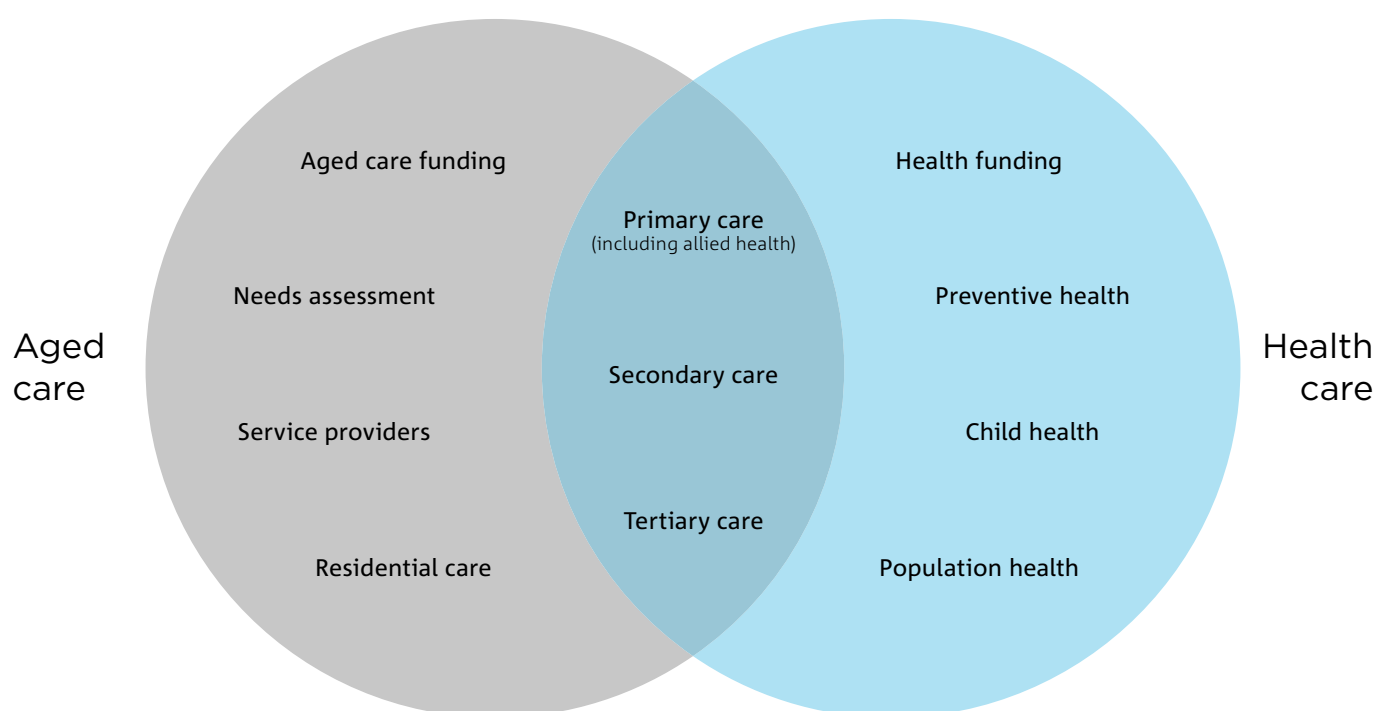 Aged care funding
Health funding
Primary care
(including allied health)
Needs assessment
Preventive health
Aged
care
Health
care
Secondary care
Service providers
Child health
Tertiary care
Residential care
Population health